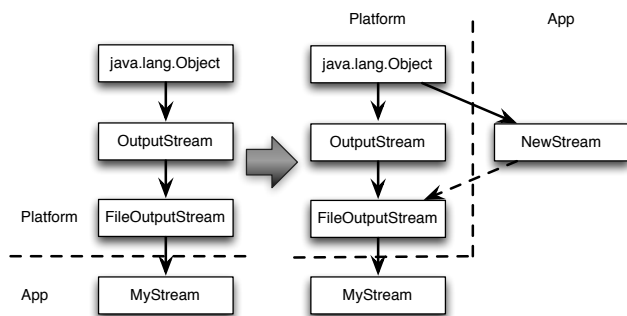 Platform App
java.lang.Object java.lang.Object
OutputStream OutputStream NewStream
Platform FileOutputStream FileOutputStream
App MyStream MyStream